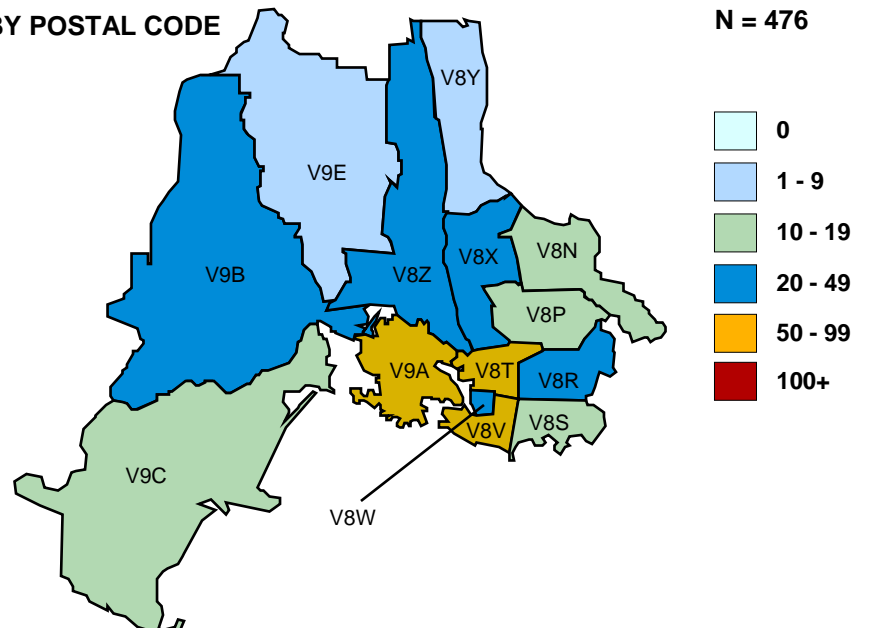 BY POSTAL CODE
N = 476
0
1 - 9
10 - 19
20 - 49
50 - 99
100+
V8Y
V9E
V8N
V8X
V9B
V8Z
V8P
V9A
V8T
V8R
V8S
V8V
V9C
V8W